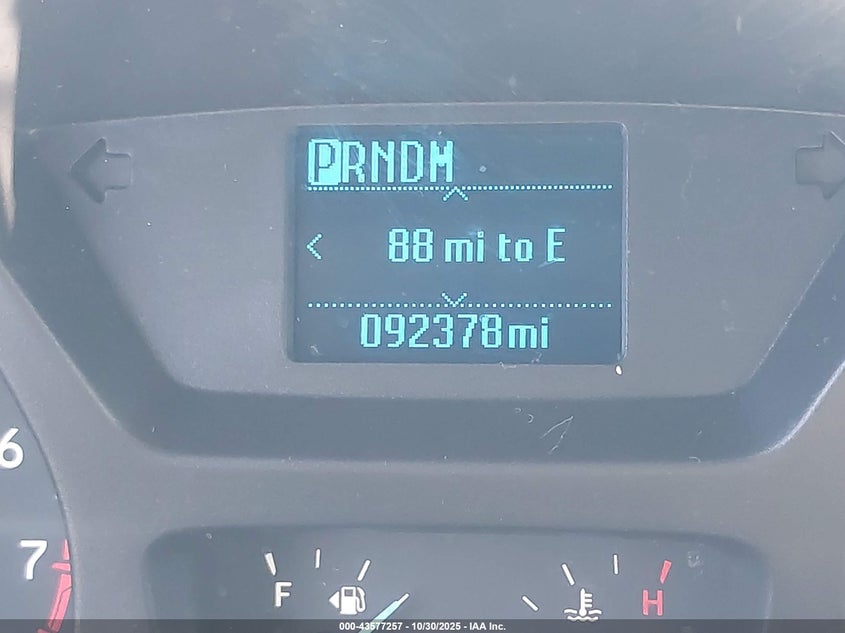 PRNDM
< 88 mi to E
092378mi
6
7
F
H
000-43577257 - 10/30/2025 - IAA Inc.